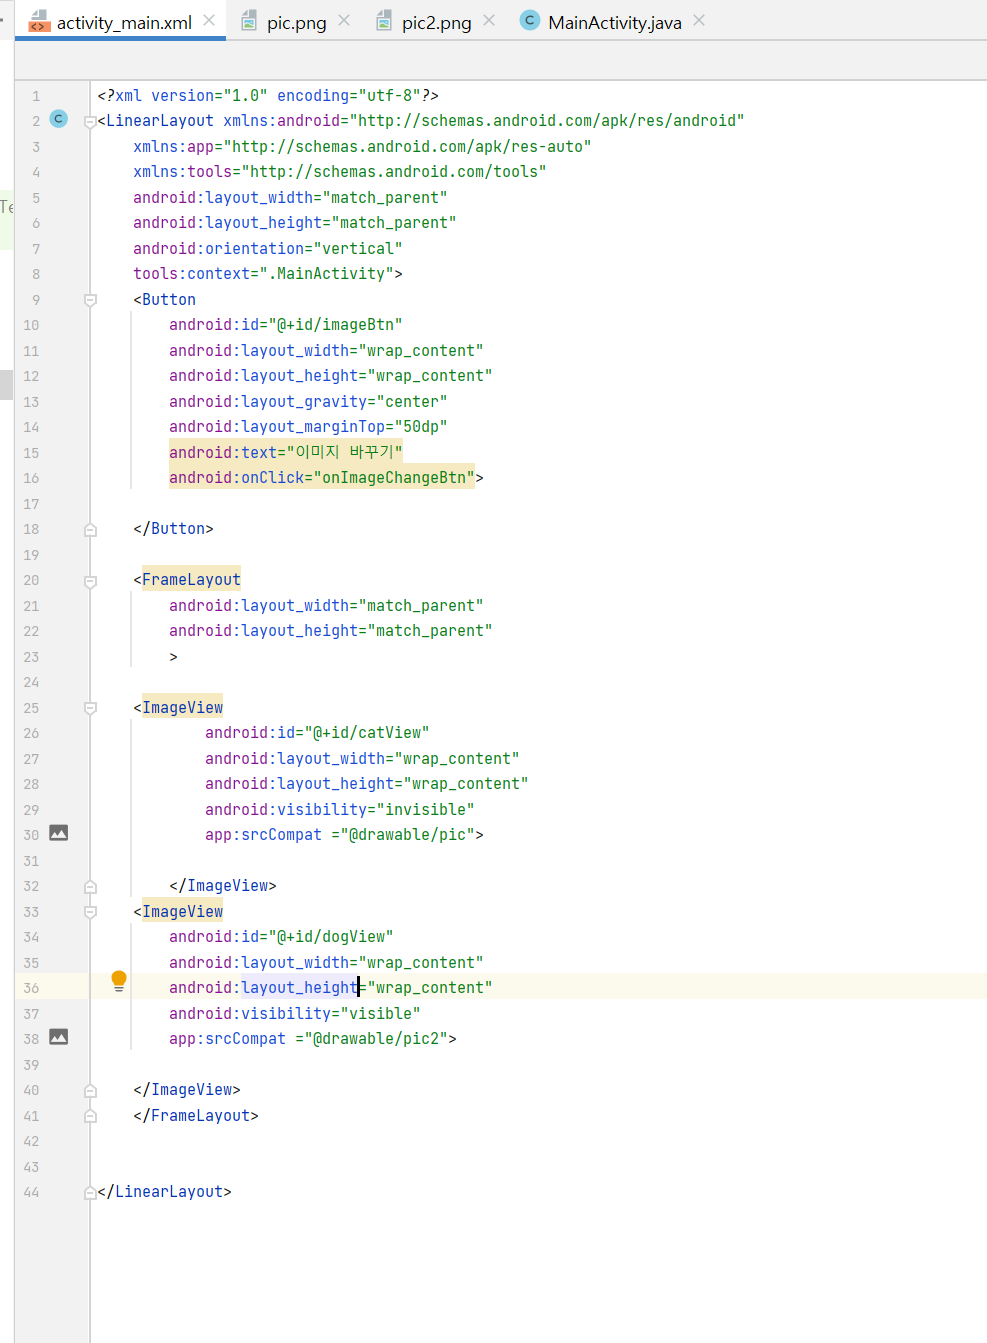 activity_main.xml pic.png pic2.png MainActivity.java
1 <?xml version="1.0" encoding="utf-8"?>
2 <LinearLayout xmlns:android="http://schemas.android.com/apk/res/android"
3 xmlns:app="http://schemas.android.com/apk/res-auto"
4 xmlns:tools="http://schemas.android.com/tools"
5 android:layout_width="match_parent"
6 android:layout_height="match_parent"
7 android:orientation="vertical"
8 tools:context=".MainActivity">
9 <Button
10 android:id="@+id/imageBtn"
11 android:layout_width="wrap_content"
12 android:layout_height="wrap_content"
13 android:layout_gravity="center"
14 android:layout_marginTop="50dp"
15 android:text="이미지 바꾸기"
16 android:onClick="onImageChangeBtn">
17
18 </Button>
19
20 <FrameLayout
21 android:layout_width="match_parent"
22 android:layout_height="match_parent"
23 >
24
25 <ImageView
26 android:id="@+id/catView"
27 android:layout_width="wrap_content"
28 android:layout_height="wrap_content"
29 android:visibility="invisible"
30 app:srcCompat ="@drawable/pic">
31
32 </ImageView>
33 <ImageView
34 android:id="@+id/dogView"
35 android:layout_width="wrap_content"
36 android:layout_height="wrap_content"
37 android:visibility="visible"
38 app:srcCompat ="@drawable/pic2">
39
40 </ImageView>
41 </FrameLayout>
42
43
44 </LinearLayout>